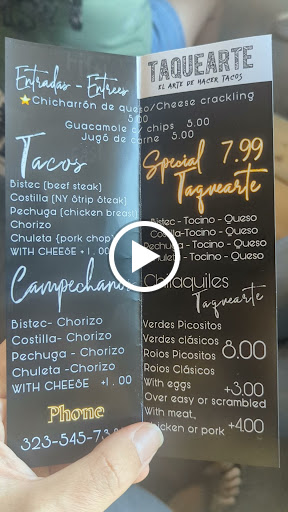 Entradas - Entrees
⭐Chicharrón de queso/Cheese crackling
5.00
Guacamole w/ chips 5.00
Jugó de carne 5.00
Tacos
Bistec [beef steak]
Costilla [NY Strip Steak]
Pechuga [chicken breast]
Chorizo
Chuleta {pork chop}
WITH CHEESE +1.00
Campechano
Bistec- Chorizo
Costilla- Chorizo
Pechuga - Chorizo
Chuleta -Chorizo
WITH CHEESE +1.00
Phone
323-545-73
TAQUEARTE
EL ARTE DE HACER TACOS
Special 7.99
Taquearte
Bistec - Tocino - Queso
Costilla-Tocino - Queso
Pechuga - Tocino - Queso
Chuleta - Tocino - Queso
Chilaquiles
Taquearte
Verdes Picositos
Verdes clásicos
8.00
Roios Picositos
Roios Clásicos
With eggs +3.00
Over easy or scrambled
With meat,
chicken or pork +4.00